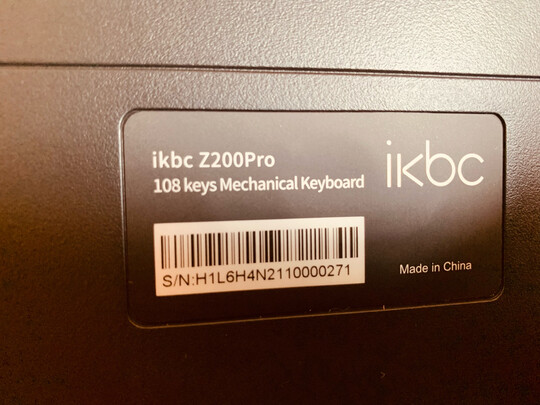 ikbc Z200Pro
108 keys Mechanical Keyboard
ikbc
S/N:H1L6H4N2110000271
Made in China